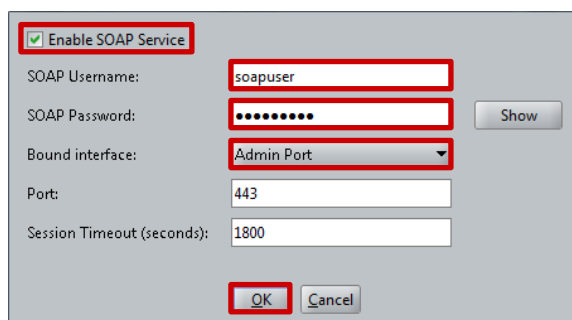 Enable SOAP Service
SOAP Username: soapuser
SOAP Password: ●●●●●●●●● Show
Bound interface: Admin Port
Port: 443
Session Timeout (seconds): 1800
OK Cancel